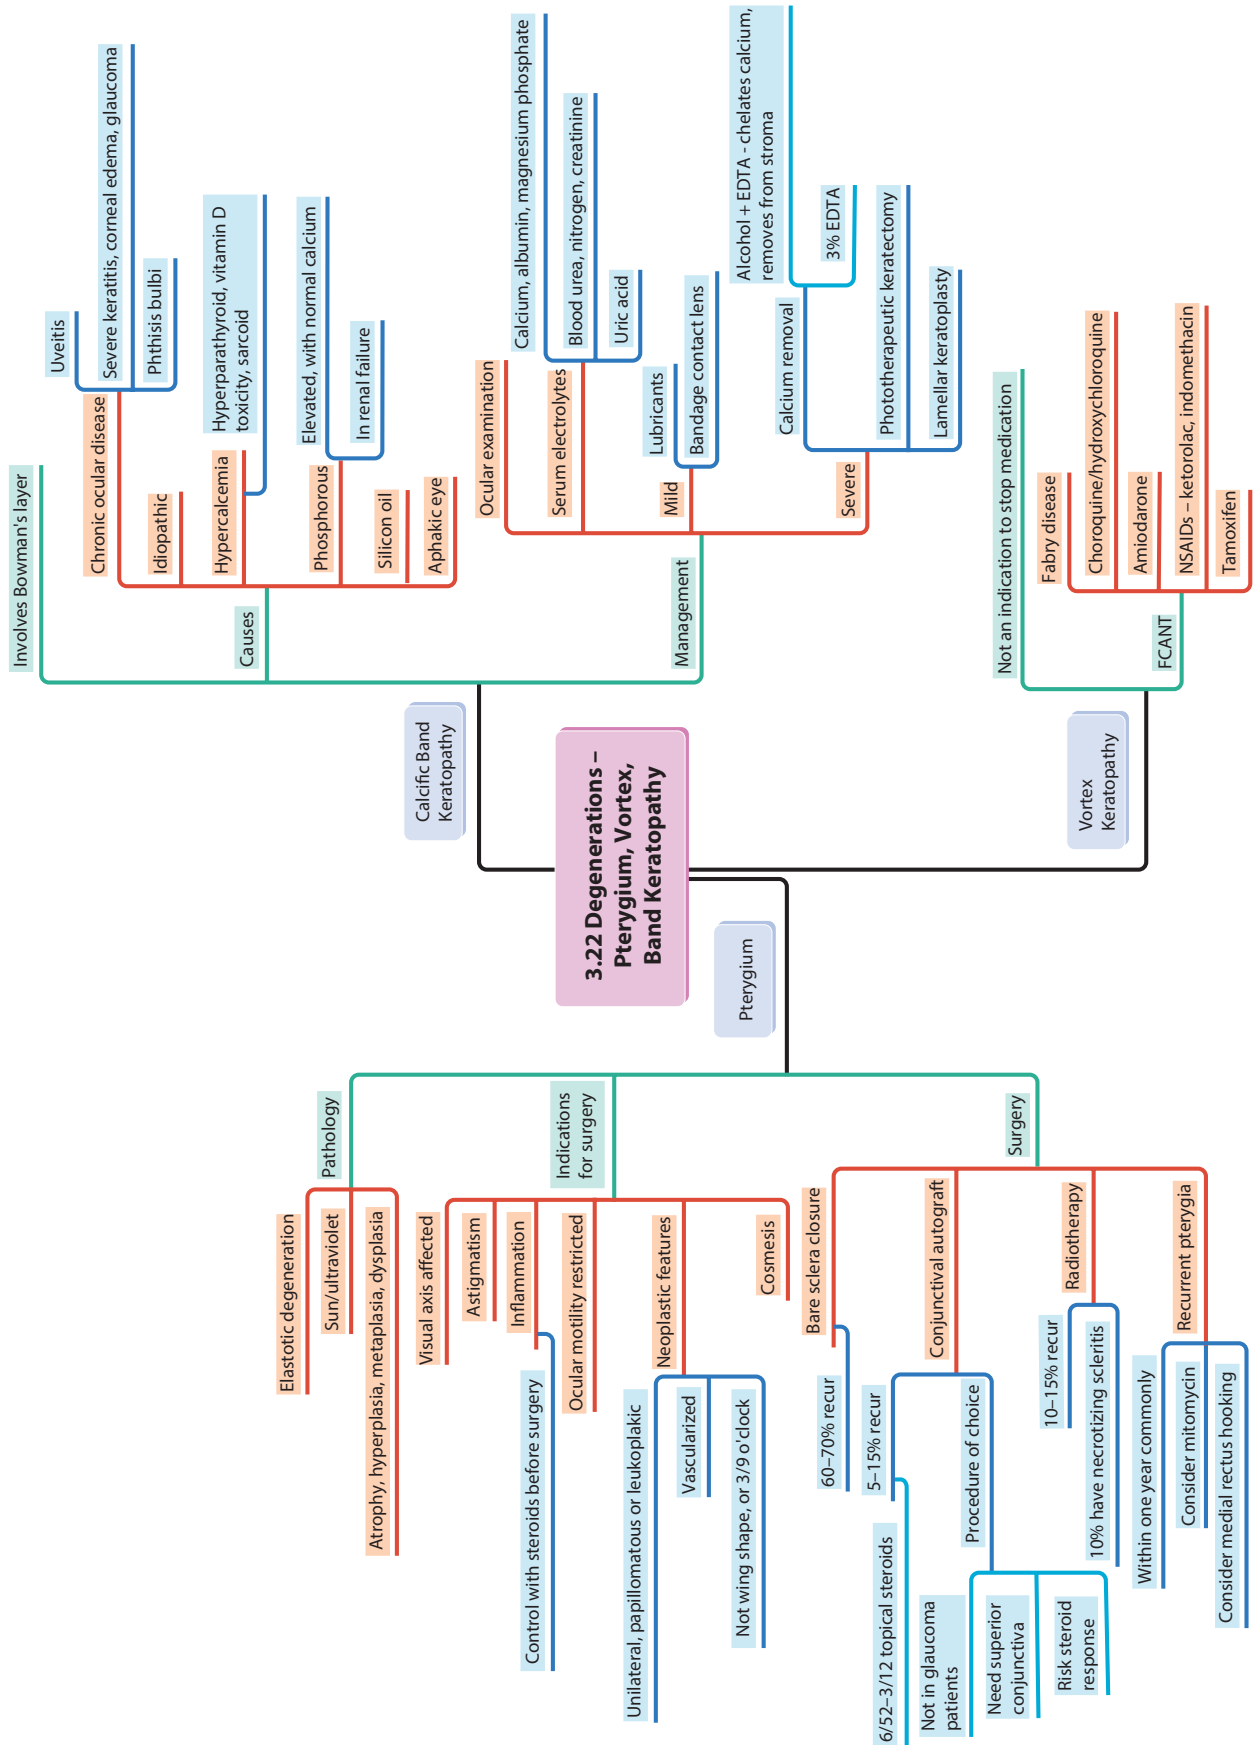 3.22 Degenerations –
Pterygium, Vortex,
Band Keratopathy
Calcific Band
Keratopathy
Involves Bowman's layer
Causes
Chronic ocular disease
Uveitis
Severe keratitis, corneal edema, glaucoma
Phthisis bulbi
Idiopathic
Hypercalcemia
Hyperparathyroid, vitamin D
toxicity, sarcoid
Phosphorous
Elevated, with normal calcium
In renal failure
Silicon oil
Aphakic eye
Management
Ocular examination
Serum electrolytes
Calcium, albumin, magnesium phosphate
Blood urea, nitrogen, creatinine
Uric acid
Mild
Lubricants
Bandage contact lens
Severe
Calcium removal
Alcohol + EDTA - chelates calcium,
removes from stroma
3% EDTA
Phototherapeutic keratectomy
Lamellar keratoplasty
Vortex
Keratopathy
Not an indication to stop medication
FCANT
Fabry disease
Choroquine/hydroxychloroquine
Amiodarone
NSAIDs – ketorolac, indomethacin
Tamoxifen
Pterygium
Pathology
Elastotic degeneration
Sun/ultraviolet
Atrophy, hyperplasia, metaplasia, dysplasia
Indications
for surgery
Visual axis affected
Astigmatism
Inflammation
Control with steroids before surgery
Ocular motility restricted
Neoplastic features
Unilateral, papillomatous or leukoplakic
Vascularized
Not wing shape, or 3/9 o'clock
Cosmesis
Surgery
Bare sclera closure
60–70% recur
Conjunctival autograft
5–15% recur
6/52–3/12 topical steroids
Procedure of choice
Not in glaucoma
patients
Need superior
conjunctiva
Risk steroid
response
Radiotherapy
10–15% recur
10% have necrotizing scleritis
Recurrent pterygia
Within one year commonly
Consider mitomycin
Consider medial rectus hooking